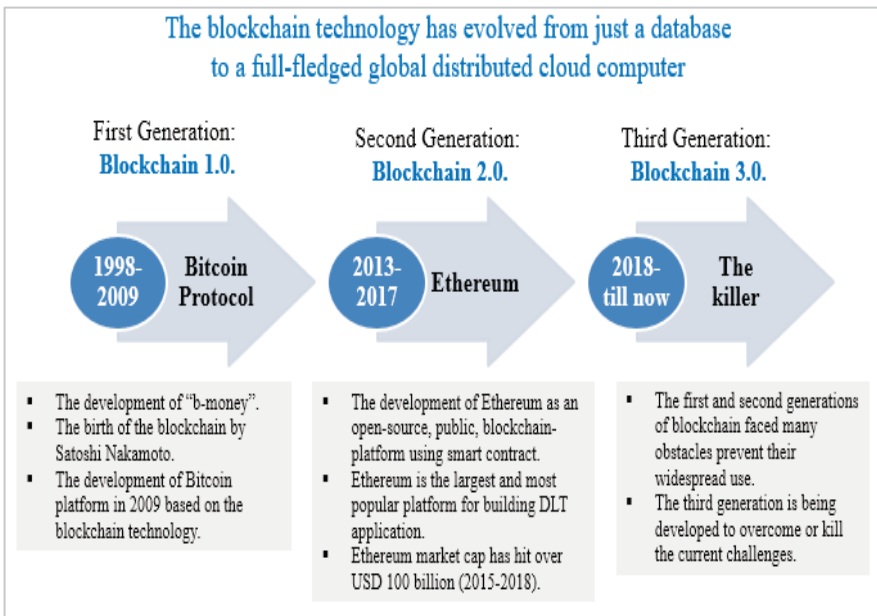 The blockchain technology has evolved from just a database
to a full-fledged global distributed cloud computer
First Generation:
Blockchain 1.0.
Second Generation:
Blockchain 2.0.
Third Generation:
Blockchain 3.0.
1998-
2009
Bitcoin
Protocol
2013-
2017
Ethereum
2018-
till now
The
killer
▪ The development of “b-money”.
▪ The birth of the blockchain by
Satoshi Nakamoto.
▪ The development of Bitcoin
platform in 2009 based on the
blockchain technology.
▪ The development of Ethereum as an
open-source, public, blockchain-
platform using smart contract.
▪ Ethereum is the largest and most
popular platform for building DLT
application.
▪ Ethereum market cap has hit over
USD 100 billion (2015-2018).
▪ The first and second generations
of blockchain faced many
obstacles prevent their
widespread use.
▪ The third generation is being
developed to overcome or kill
the current challenges.